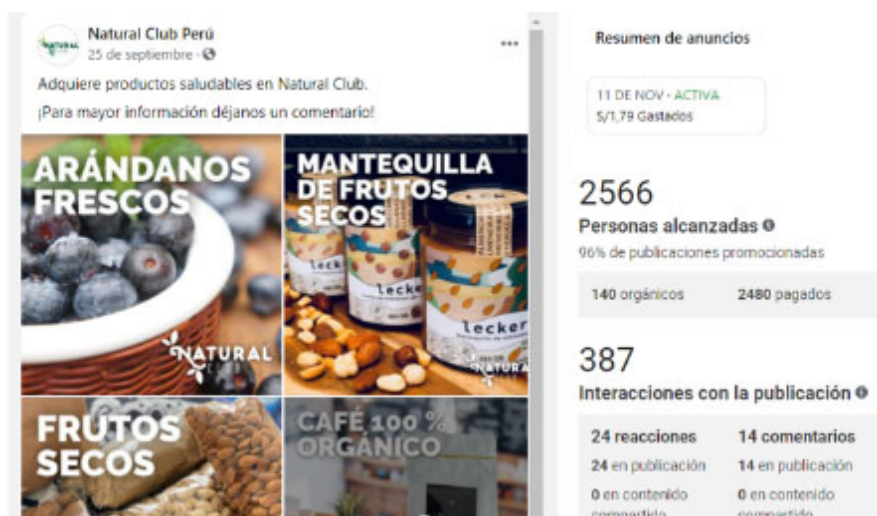 Natural Club Perú
25 de septiembre
Adquiere productos saludables en Natural Club.
¡Para mayor información déjanos un comentario!
ARÁNDANOS
FRESCOS
NATURAL
MANTEQUILLA
DE FRUTOS
SECOS
lecker
NATURA
FRUTOS
SECOS
CAFÉ 100 %
ORGÁNICO
Resumen de anuncios
11 DE NOV • ACTIVA
S/1,79 Gastados
2566
Personas alcanzadas
96% de publicaciones promocionadas
140 orgánicos 2480 pagados
387
Interacciones con la publicación
24 reacciones 14 comentarios
24 en publicación 14 en publicación
0 en contenido 0 en contenido
compartido compartido